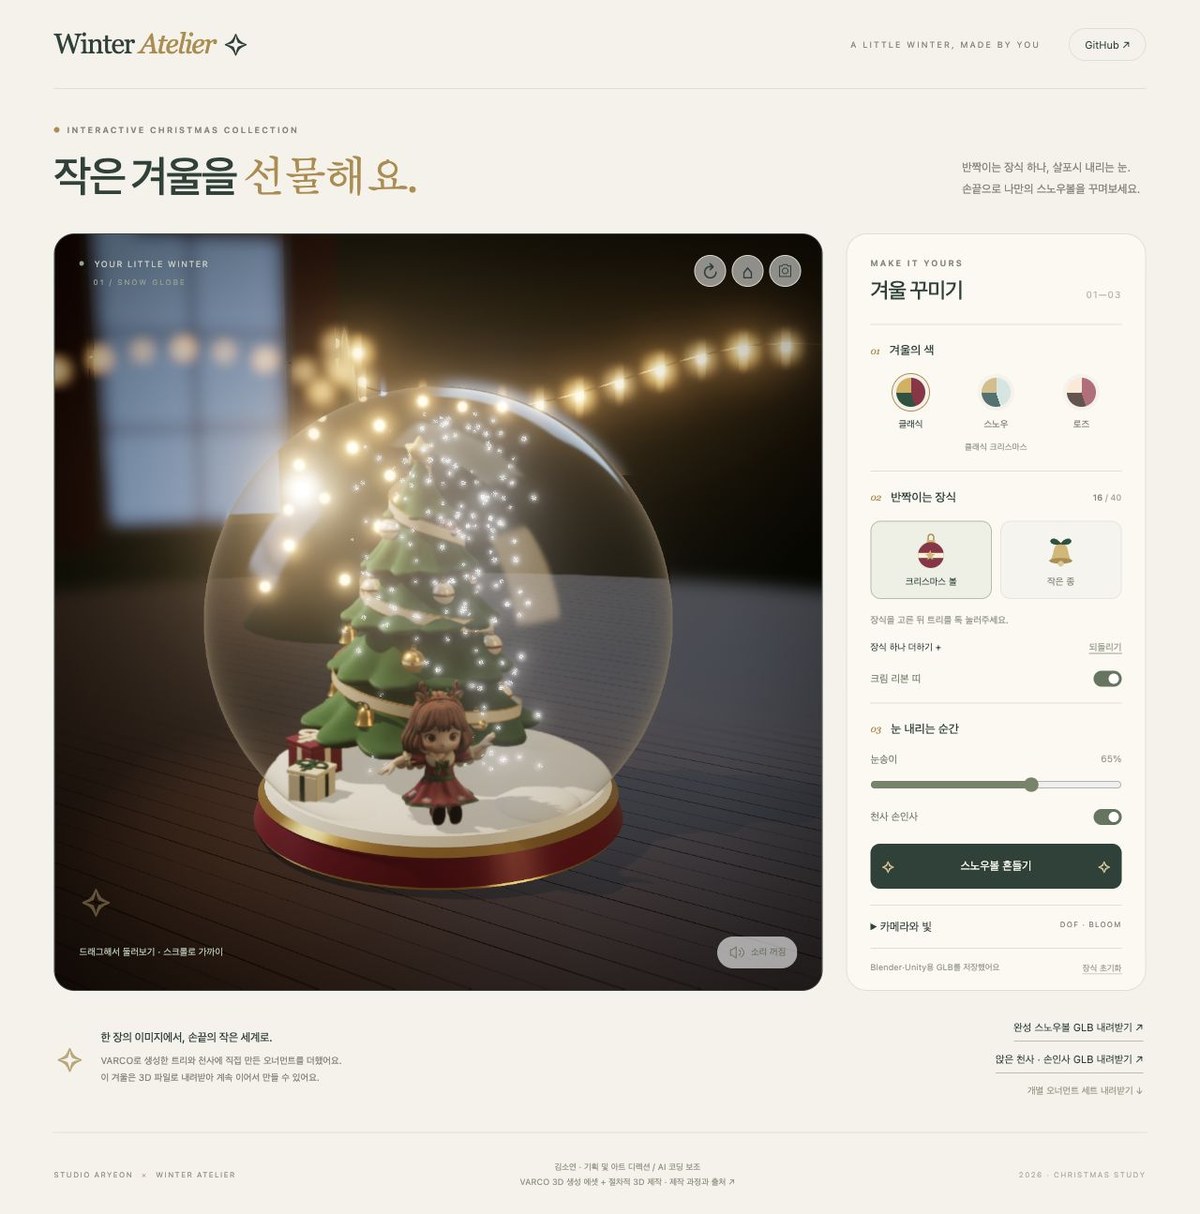 Winter Atelier
A LITTLE WINTER, MADE BY YOU
GitHub ↗
INTERACTIVE CHRISTMAS COLLECTION
작은 겨울을 선물해요.
반짝이는 장식 하나, 살포시 내리는 눈.
손끝으로 나만의 스노우볼을 꾸며보세요.
YOUR LITTLE WINTER
01 / SNOW GLOBE
드래그해서 둘러보기 · 스크롤로 가까이
소리 꺼짐
MAKE IT YOURS
겨울 꾸미기
01—03
01 겨울의 색
클래식
스노우
로즈
클래식 크리스마스
02 반짝이는 장식
16 / 40
크리스마스 볼
작은 종
장식을 고른 뒤 트리를 톡 눌러주세요.
장식 하나 더하기 +
되돌리기
크림 리본 띠
03 눈 내리는 순간
눈송이
65%
천사 손인사
스노우볼 흔들기
▶ 카메라와 빛
DOF · BLOOM
Blender·Unity용 GLB를 저장했어요
장식 초기화
한 장의 이미지에서, 손끝의 작은 세계로.
VARCO로 생성한 트리와 천사에 직접 만든 오너먼트를 더했어요.
이 겨울은 3D 파일로 내려받아 계속 이어서 만들 수 있어요.
완성 스노우볼 GLB 내려받기 ↗
앉은 천사 · 손인사 GLB 내려받기 ↗
개별 오너먼트 세트 내려받기 ↓
STUDIO ARYEON × WINTER ATELIER
김소연 · 기획 및 아트 디렉션 / AI 코딩 보조
VARCO 3D 생성 에셋 + 절차적 3D 제작 · 제작 과정과 출처 ↗
2026 · CHRISTMAS STUDY